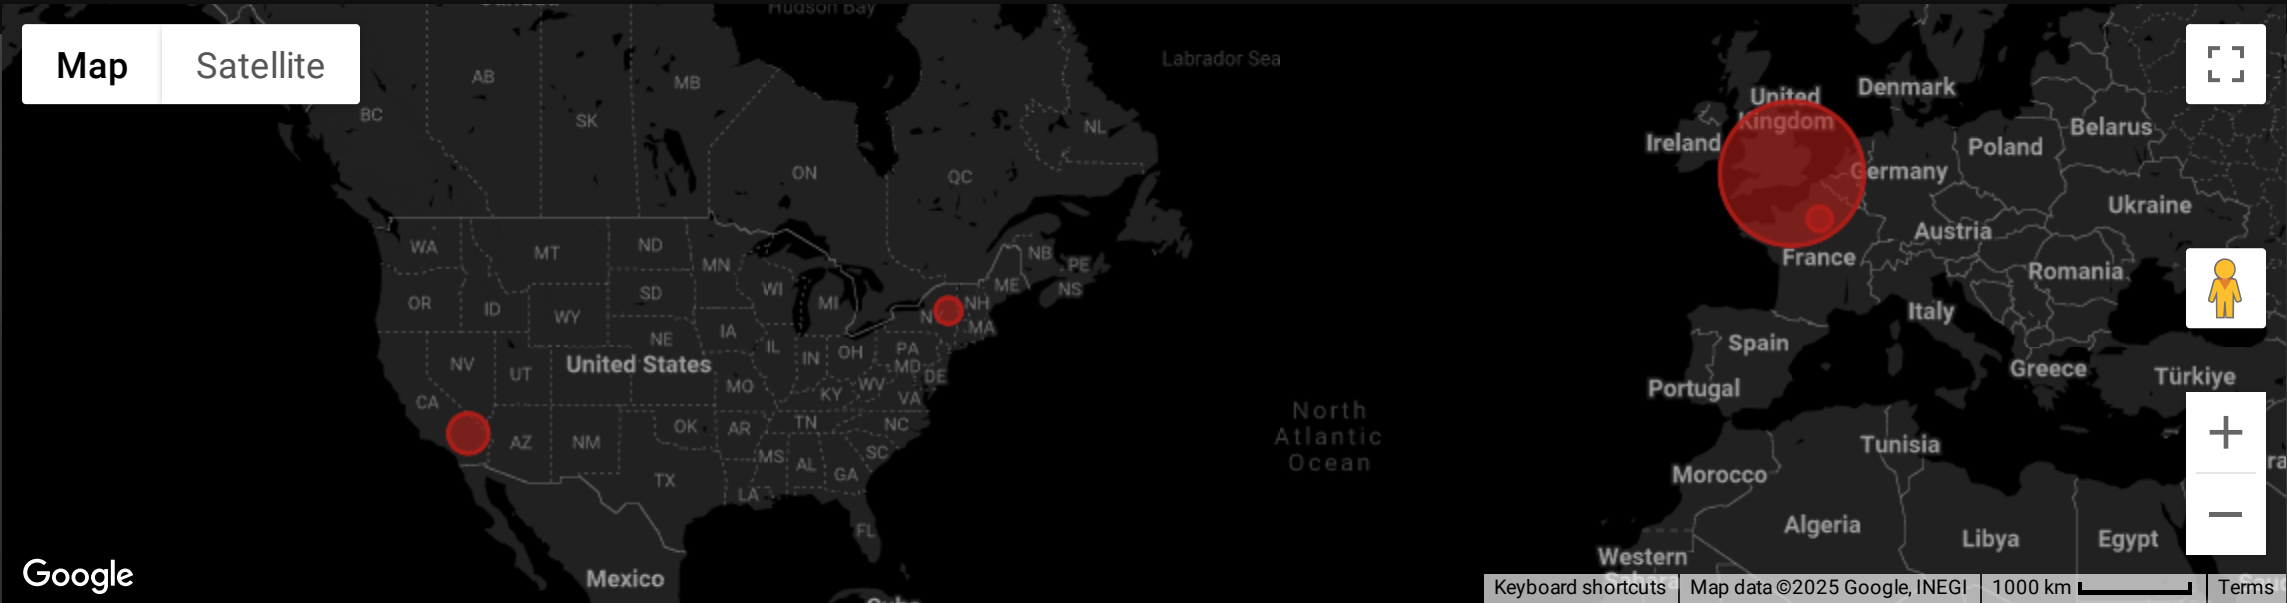 Canada
Hudson Bay
Map
Satellite
Labrador Sea
AB
MB
BC
SK
NL
ON
QC
United
Kingdom
Denmark
Ireland
Belarus
Poland
Germany
Ukraine
Austria
France
Romania
Italy
Spain
Greece
Portugal
Türkiye
WA
MT
ND
MN
NB
PE
OR
ID
SD
WI
MI
ME
NS
WY
NH
NE
IA
MA
NV
UT
United States
IL
IN
OH
PA
MD
DE
CA
MO
KY
WV
VA
AZ
NM
OK
AR
TN
NC
MS
AL
GA
SC
TX
LA
FL
North
Atlantic
Ocean
Tunisia
Morocco
Algeria
Libya
Egypt
Western
Sahara
Mexico
Cuba
Google
Keyboard shortcuts
Map data ©2025 Google, INEGI
1000 km
Terms